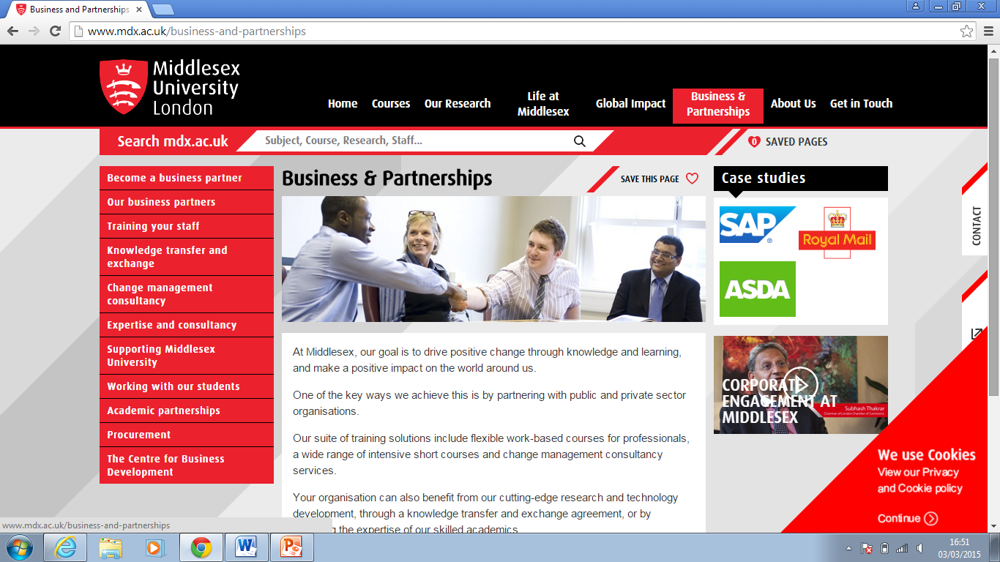 Business and Partnerships
www.mdx.ac.uk/business-and-partnerships
Middlesex
University
London
Home
Courses
Our Research
Life at
Middlesex
Global Impact
Business &
Partnerships
About Us
Get in Touch
Search mdx.ac.uk
Subject, Course, Research, Staff...
0
SAVED PAGES
Become a business partner
Our business partners
Training your staff
Knowledge transfer and
exchange
Change management
consultancy
Expertise and consultancy
Supporting Middlesex
University
Working with our students
Academic partnerships
Procurement
The Centre for Business
Development
Business & Partnerships
SAVE THIS PAGE
At Middlesex, our goal is to drive positive change through knowledge and learning,
and make a positive impact on the world around us.
One of the key ways we achieve this is by partnering with public and private sector
organisations.
Our suite of training solutions include flexible work-based courses for professionals,
a wide range of intensive short courses and change management consultancy
services.
Your organisation can also benefit from our cutting-edge research and technology
development, through a knowledge transfer and exchange agreement, or by
the expertise of our skilled academics.
Case studies
SAP®
Royal Mail
ASDA
CORPORATE
ENGAGEMENT AT
MIDDLESEX
Subhash Thakrar
Chairman of London Chamber of Commerce
CONTACT
We use Cookies
View our Privacy
and Cookie policy
Continue
www.mdx.ac.uk/business-and-partnerships
16:51
03/03/2015